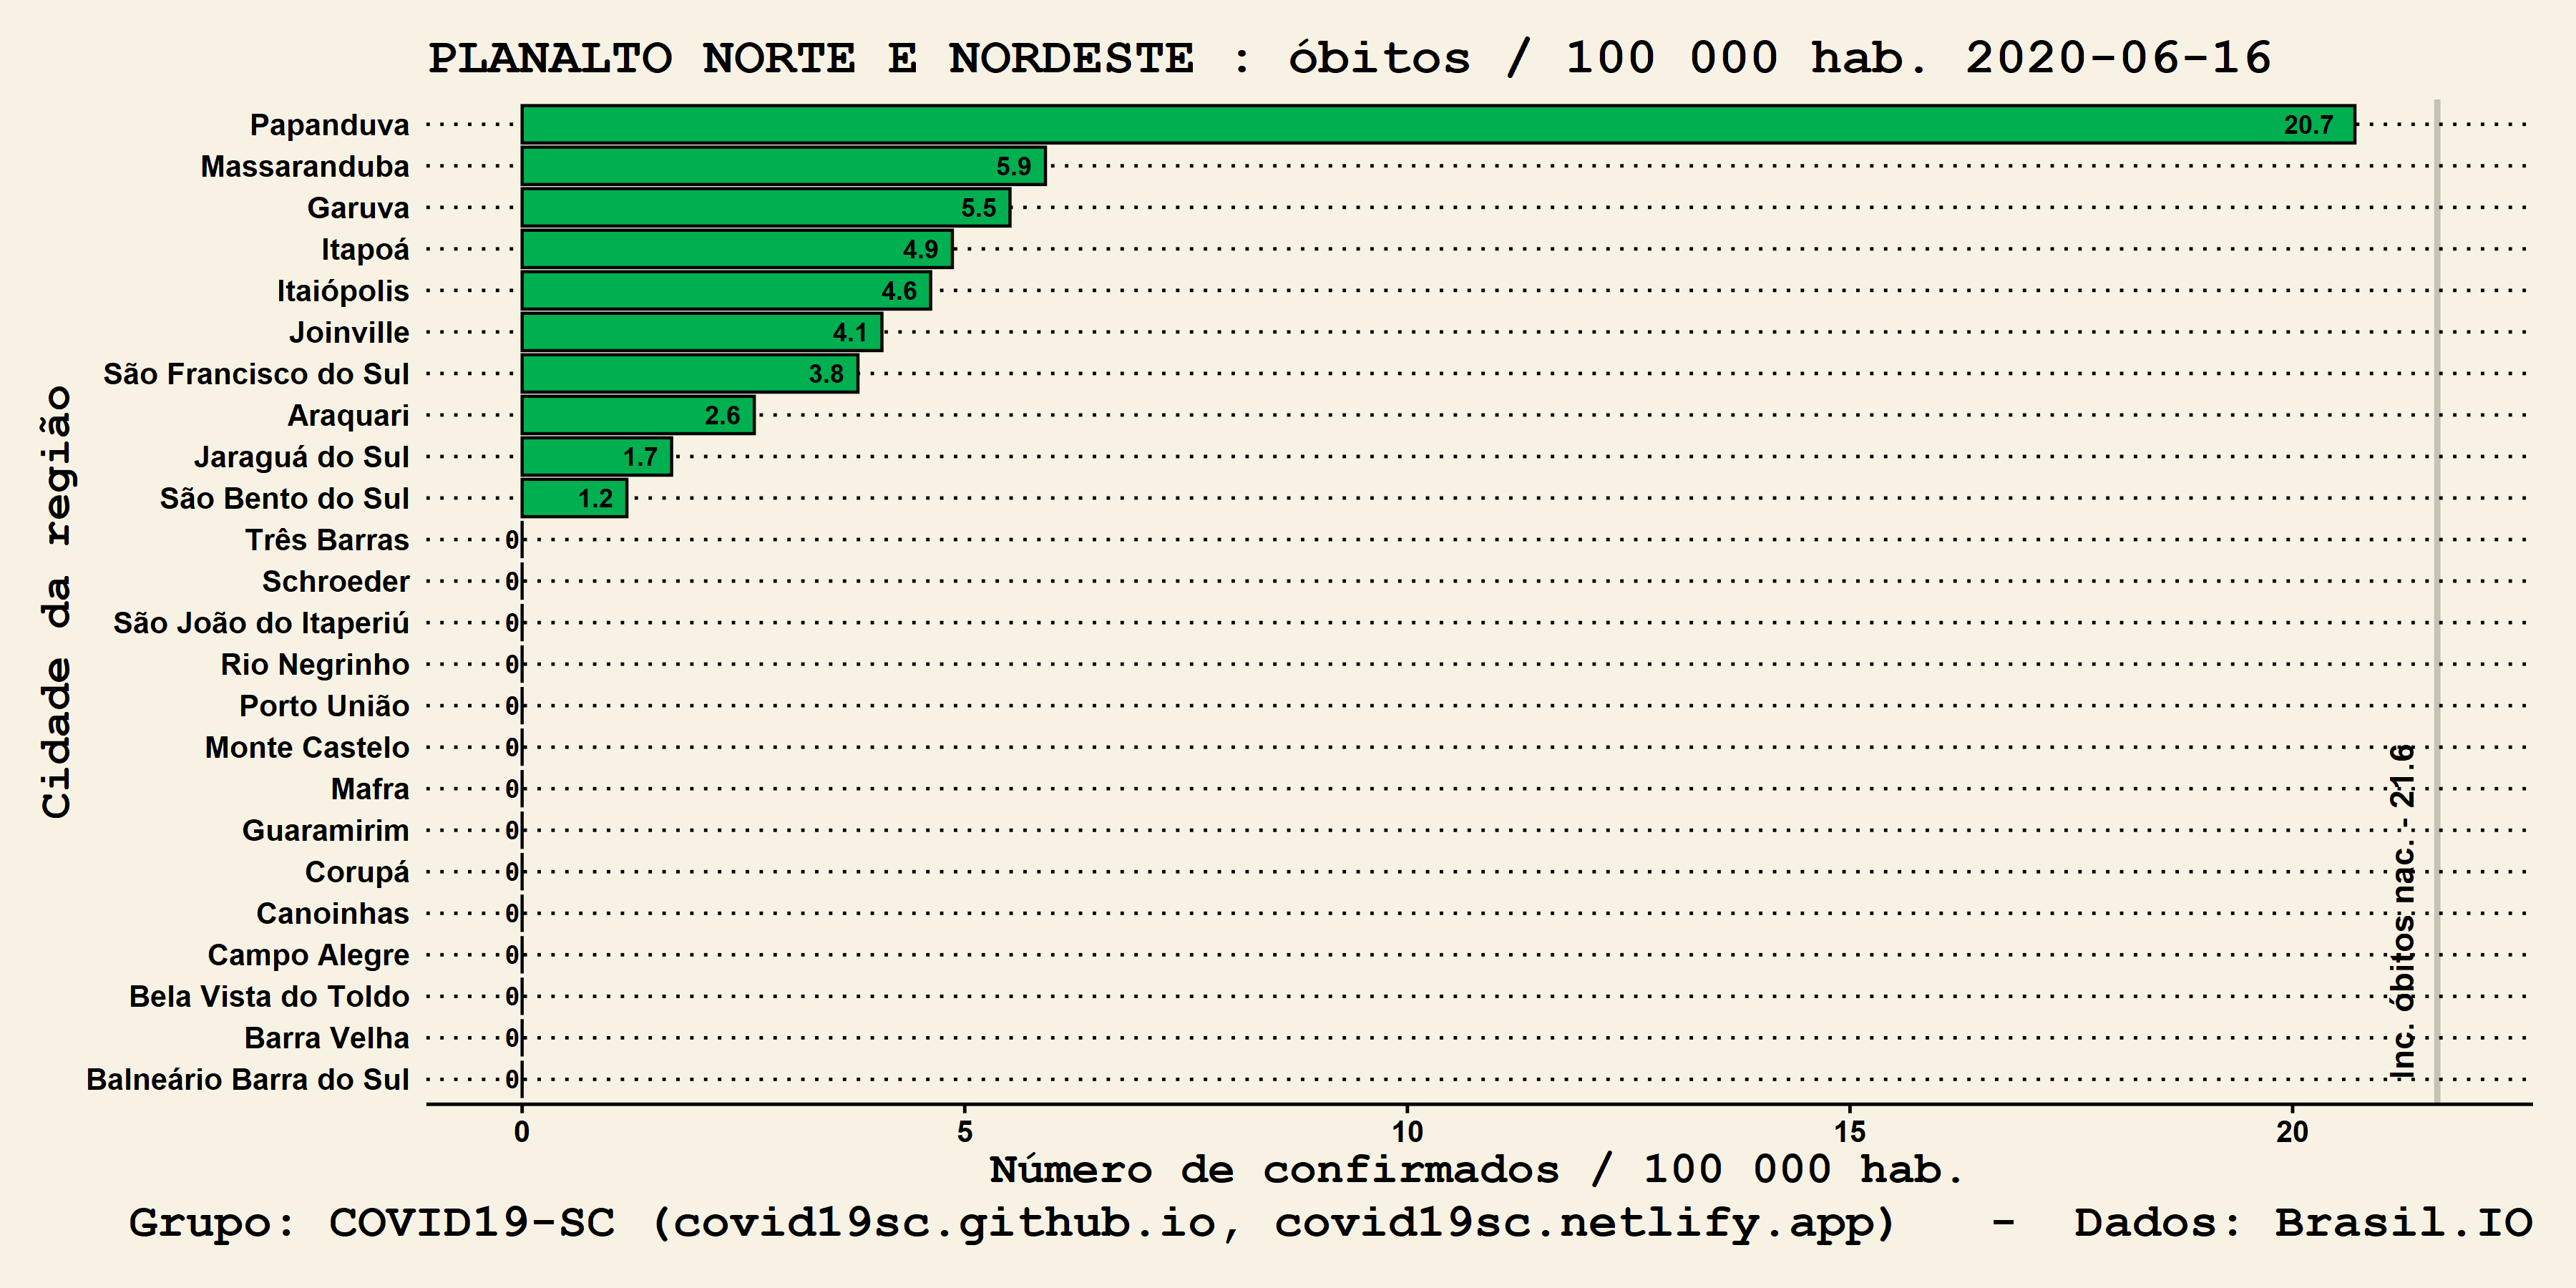 PLANALTO NORTE E NORDESTE : óbitos / 100 000 hab. 2020-06-16
Cidade da região
Papanduva 20.7
Massaranduba 5.9
Garuva 5.5
Itapoá 4.9
Itaiópolis 4.6
Joinville 4.1
São Francisco do Sul 3.8
Araquari 2.6
Jaraguá do Sul 1.7
São Bento do Sul 1.2
Três Barras 0
Schroeder 0
São João do Itaperiú 0
Rio Negrinho 0
Porto União 0
Monte Castelo 0
Mafra 0
Guaramirim 0
Corupá 0
Canoinhas 0
Campo Alegre 0
Bela Vista do Toldo 0
Barra Velha 0
Balneário Barra do Sul 0
Inc. óbitos nac. - 21.6
0 5 10 15 20
Número de confirmados / 100 000 hab.
Grupo: COVID19-SC (covid19sc.github.io, covid19sc.netlify.app) - Dados: Brasil.IO